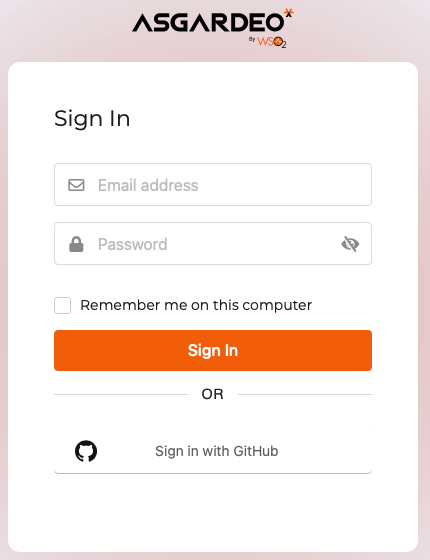 ASGARDEO
By WSO2
Sign In
Email address
Password
Remember me on this computer
Sign In
OR
Sign in with GitHub